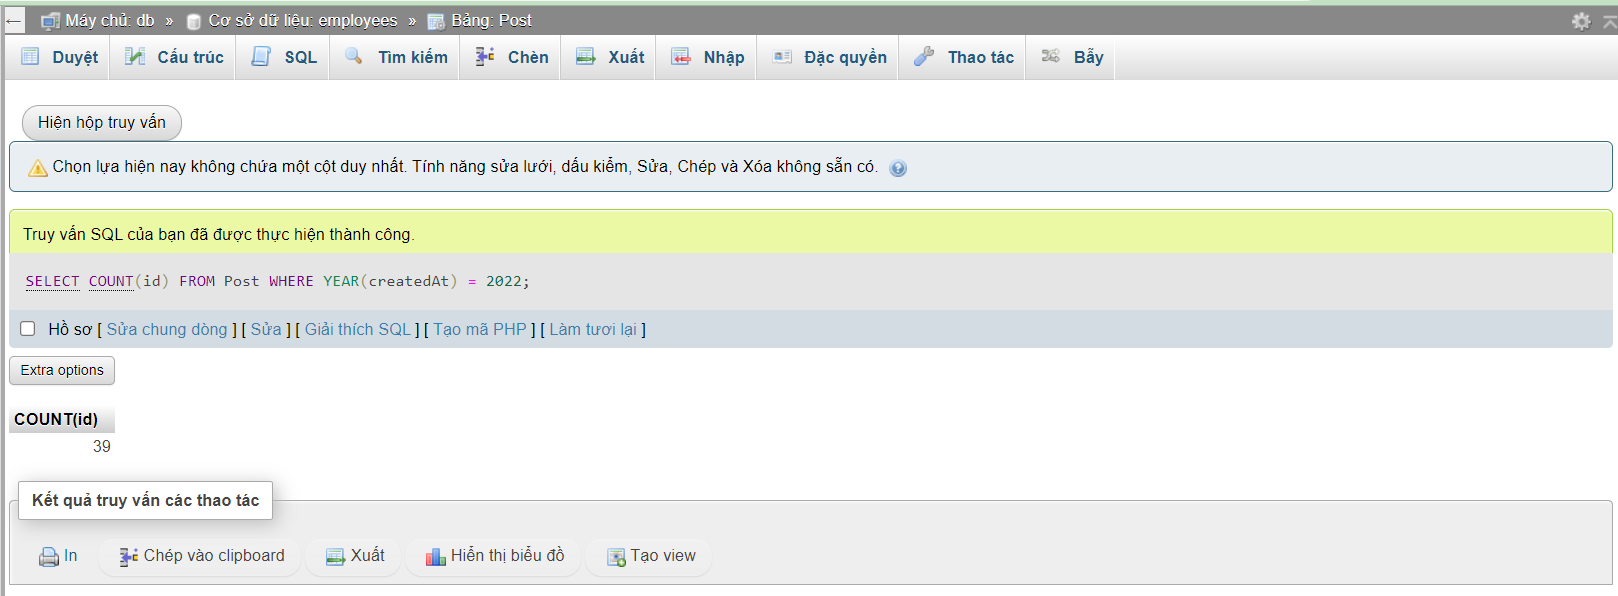 ← Máy chủ: db » Cơ sở dữ liệu: employees » Bảng: Post
Duyệt Cấu trúc SQL Tìm kiếm Chèn Xuất Nhập Đặc quyền Thao tác Bẫy
Hiện hộp truy vấn
Chọn lựa hiện nay không chứa một cột duy nhất. Tính năng sửa lưới, dấu kiểm, Sửa, Chép và Xóa không sẵn có.
Truy vấn SQL của bạn đã được thực hiện thành công.
SELECT COUNT(id) FROM Post WHERE YEAR(createdAt) = 2022;
Hồ sơ [ Sửa chung dòng ] [ Sửa ] [ Giải thích SQL ] [ Tạo mã PHP ] [ Làm tươi lại ]
Extra options
COUNT(id)
39
Kết quả truy vấn các thao tác
In Chép vào clipboard Xuất Hiển thị biểu đồ Tạo view